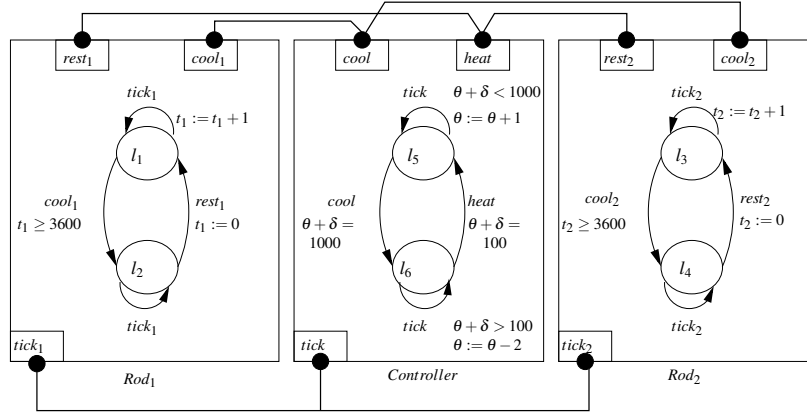 rest₁ cool₁ cool heat rest₂ cool₂
tick₁ tick θ + δ < 1000 tick₂
t₁ := t₁ + 1 θ := θ + 1 t₂ := t₂ + 1
l₁ l₅ l₃
cool₁ rest₁ cool heat cool₂ rest₂
t₁ ≥ 3600 t₁ := 0 θ + δ = θ + δ = t₂ ≥ 3600 t₂ := 0
1000 100
l₂ l₆ l₄
tick₁ tick θ + δ > 100 tick₂
tick₁ tick θ := θ − 2 tick₂
Rod₁ Controller Rod₂